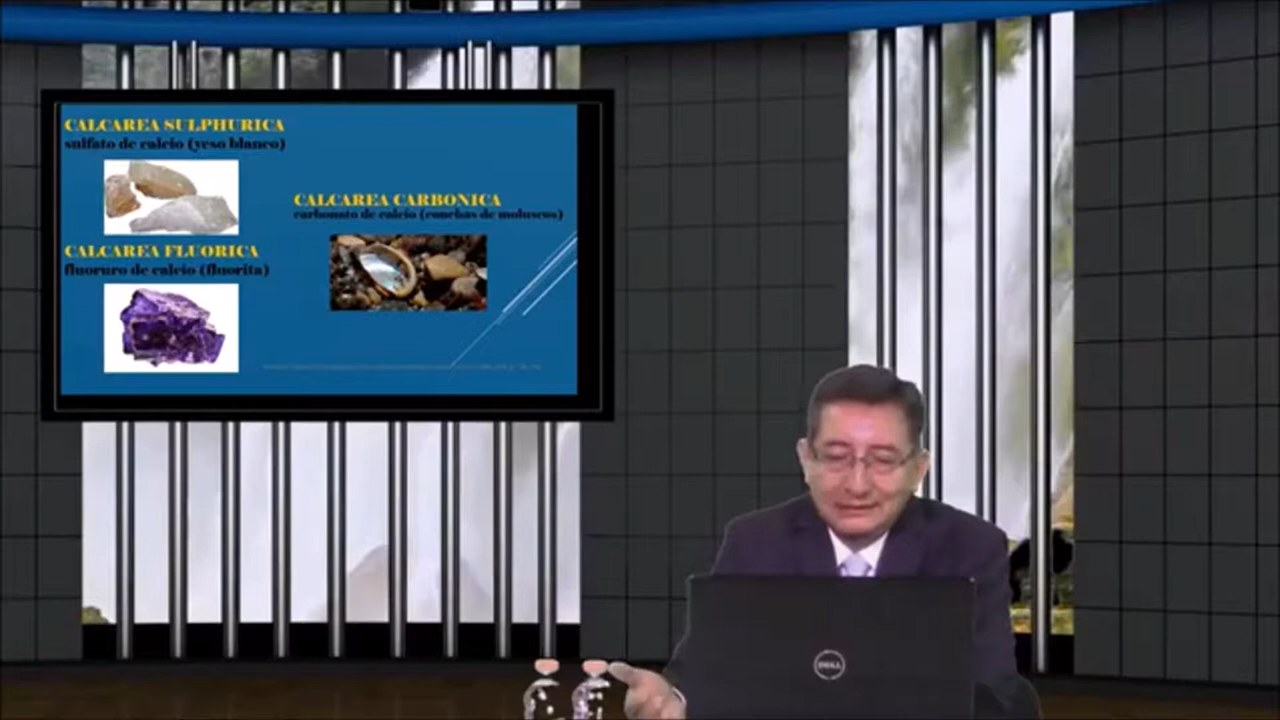 CALCAREA SULPHURICA
sulfato de calcio (yeso blanco)
CALCAREA FLUORICA
fluoruro de calcio (fluorita)
CALCAREA CARBONICA
carbonato de calcio (conchas de moluscos)
DELL